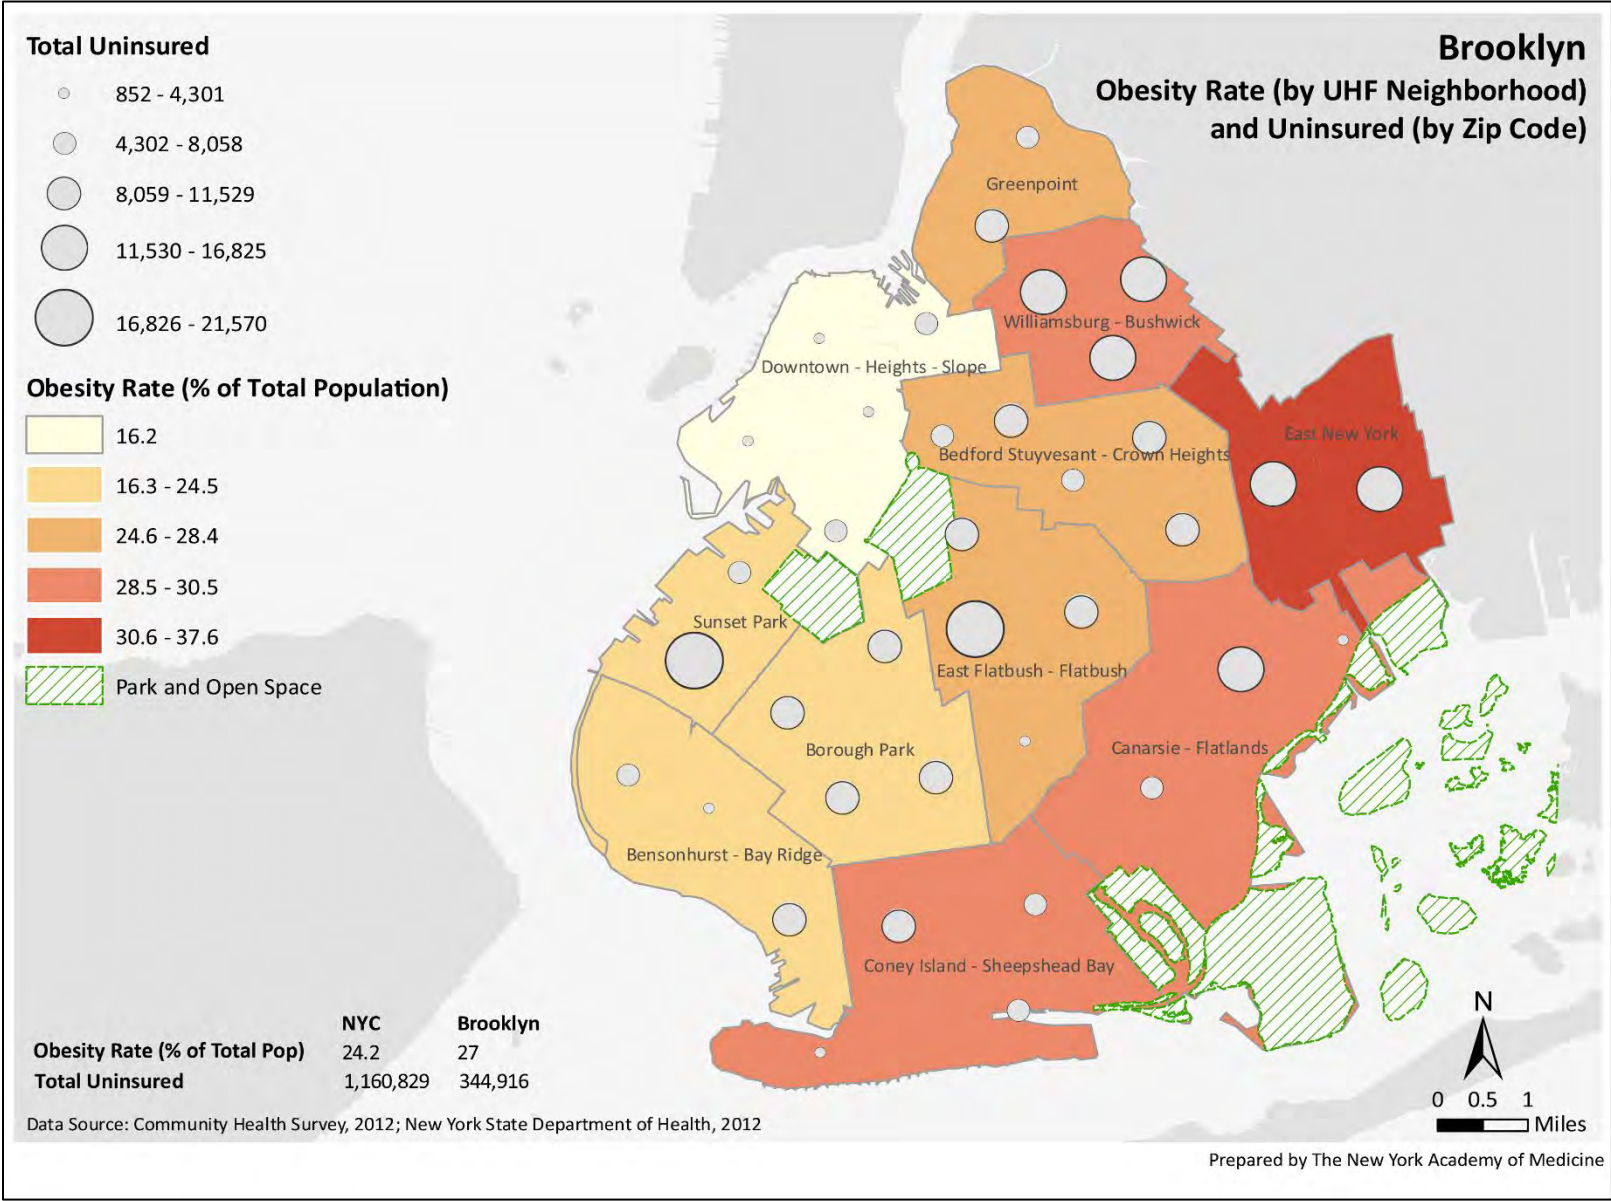 Total Uninsured
852 - 4,301
4,302 - 8,058
8,059 - 11,529
11,530 - 16,825
16,826 - 21,570
Obesity Rate (% of Total Population)
16.2
16.3 - 24.5
24.6 - 28.4
28.5 - 30.5
30.6 - 37.6
Park and Open Space
Brooklyn
Obesity Rate (by UHF Neighborhood)
and Uninsured (by Zip Code)
Greenpoint
Williamsburg - Bushwick
Downtown - Heights - Slope
East New York
Bedford Stuyvesant - Crown Heights
Sunset Park
East Flatbush - Flatbush
Borough Park
Canarsie - Flatlands
Bensonhurst - Bay Ridge
Coney Island - Sheepshead Bay
NYC Brooklyn
Obesity Rate (% of Total Pop) 24.2 27
Total Uninsured 1,160,829 344,916
Data Source: Community Health Survey, 2012; New York State Department of Health, 2012
N
0 0.5 1
Miles
Prepared by The New York Academy of Medicine